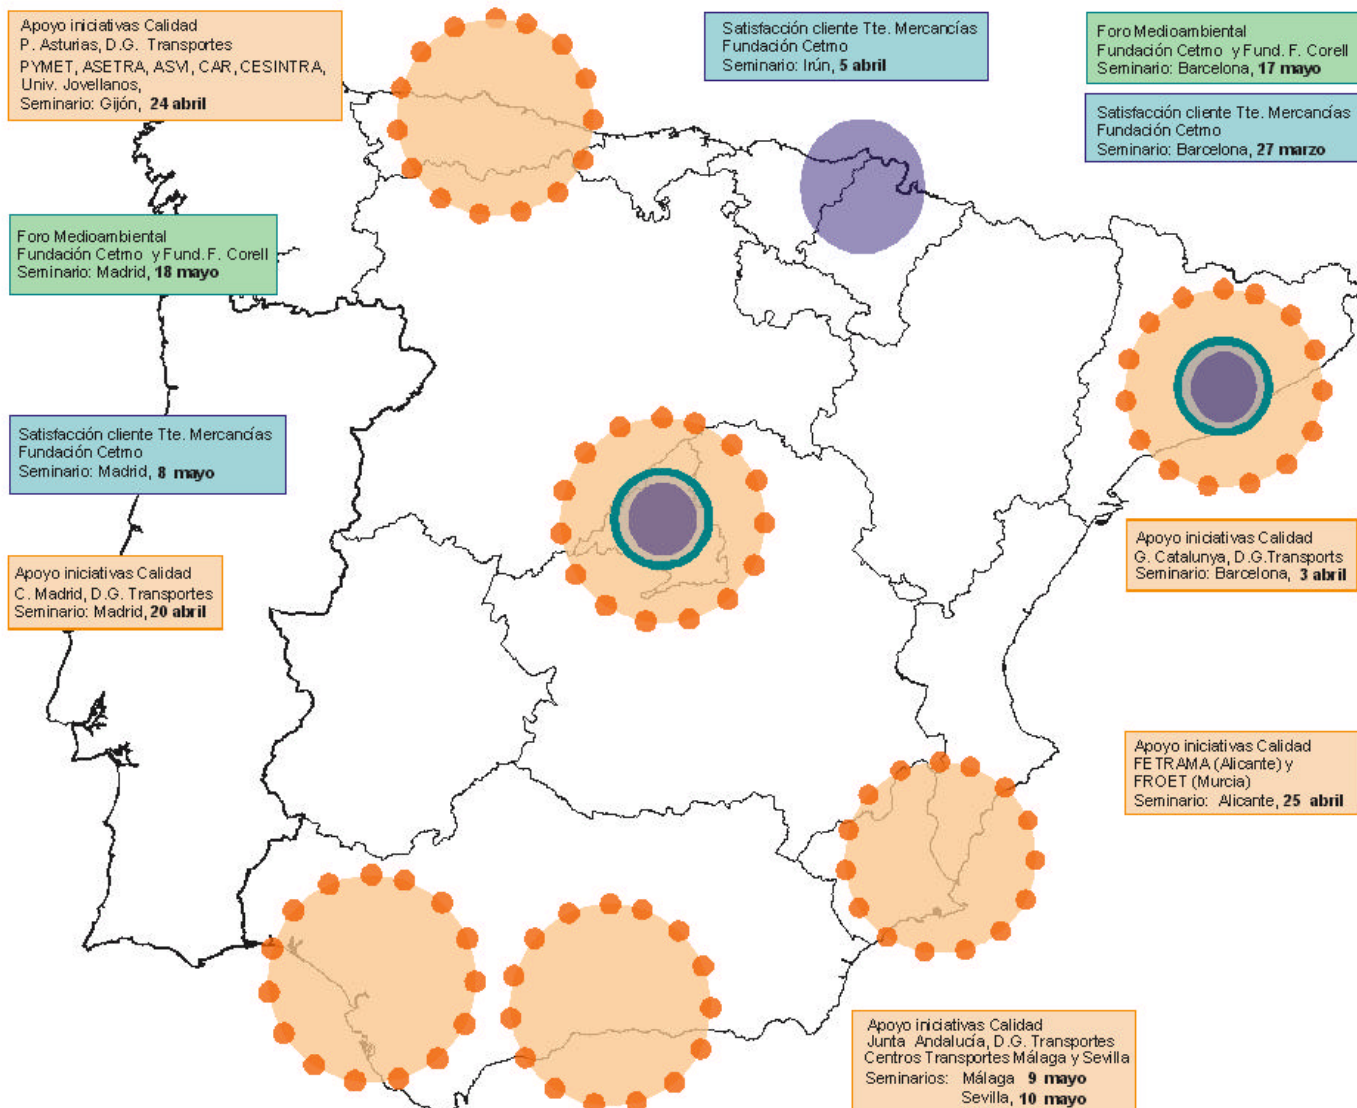 Apoyo iniciativas Calidad
P. Asturias, D.G. Transportes
PYMET, ASETRA, ASVI, CAR, CESINTRA,
Univ. Jovellanos,
Seminario: Gijón, 24 abril
Satisfacción cliente Tte. Mercancías
Fundación Cetmo
Seminario: Irún, 5 abril
Foro Medioambiental
Fundación Cetmo y Fund. F. Corell
Seminario: Barcelona, 17 mayo
Satisfacción cliente Tte. Mercancías
Fundación Cetmo
Seminario: Barcelona, 27 marzo
Foro Medioambiental
Fundación Cetmo y Fund. F. Corell
Seminario: Madrid, 18 mayo
Satisfacción cliente Tte. Mercancías
Fundación Cetmo
Seminario: Madrid, 8 mayo
Apoyo iniciativas Calidad
C. Madrid, D.G. Transportes
Seminario: Madrid, 20 abril
Apoyo iniciativas Calidad
G. Catalunya, D.G.Transports
Seminario: Barcelona, 3 abril
Apoyo iniciativas Calidad
FETRAMA (Alicante) y
FROET (Murcia)
Seminario: Alicante, 25 abril
Apoyo iniciativas Calidad
Junta Andalucía, D.G. Transportes
Centros Transportes Málaga y Sevilla
Seminarios: Málaga 9 mayo
Sevilla, 10 mayo